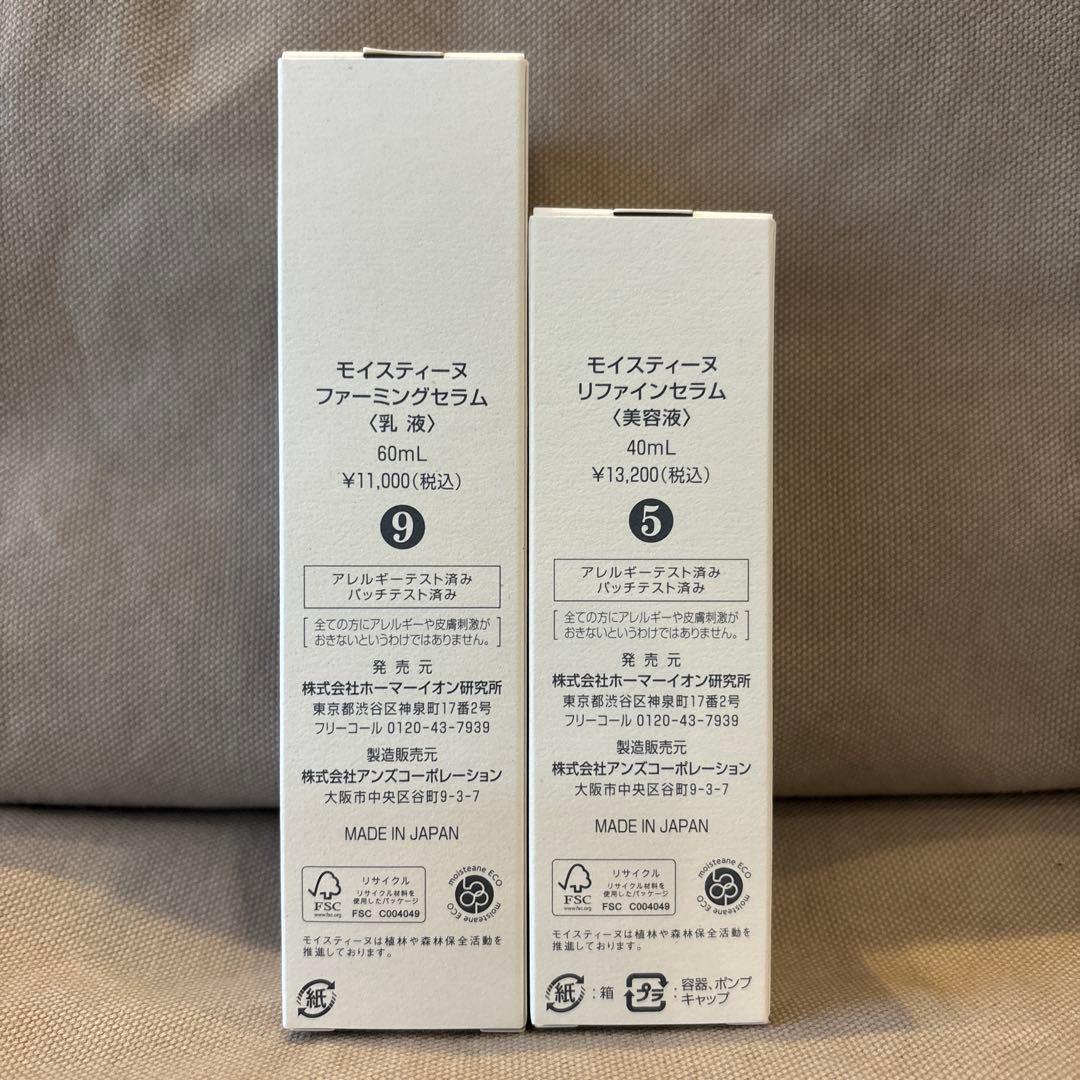 モイスティーヌ
ファーミングセラム
〈乳 液〉
60mL
¥11,000(税込)
9
アレルギーテスト済み
パッチテスト済み
[全ての方にアレルギーや皮膚刺激が
おきないというわけではありません。]
発 売 元
株式会社ホーマーイオン研究所
東京都渋谷区神泉町17番2号
フリーコール 0120-43-7939
製造販売元
株式会社アンズコーポレーション
大阪市中央区谷町9-3-7
MADE IN JAPAN
FSC
www.fsc.org
リサイクル
リサイクル材料を
使用したパッケージ
FSC C004049
moisteane ECO
moisteane ECO
モイスティーヌは植林や森林保全活動を
推進しております。
紙
モイスティーヌ
リファインセラム
〈美容液〉
40mL
¥13,200(税込)
5
アレルギーテスト済み
パッチテスト済み
[全ての方にアレルギーや皮膚刺激が
おきないというわけではありません。]
発 売 元
株式会社ホーマーイオン研究所
東京都渋谷区神泉町17番2号
フリーコール 0120-43-7939
製造販売元
株式会社アンズコーポレーション
大阪市中央区谷町9-3-7
MADE IN JAPAN
FSC
www.fsc.org
リサイクル
リサイクル材料を
使用したパッケージ
FSC C004049
moisteane ECO
moisteane ECO
モイスティーヌは植林や森林保全活動を
推進しております。
紙 :箱 プラ :容器、ポンプ
キャップ